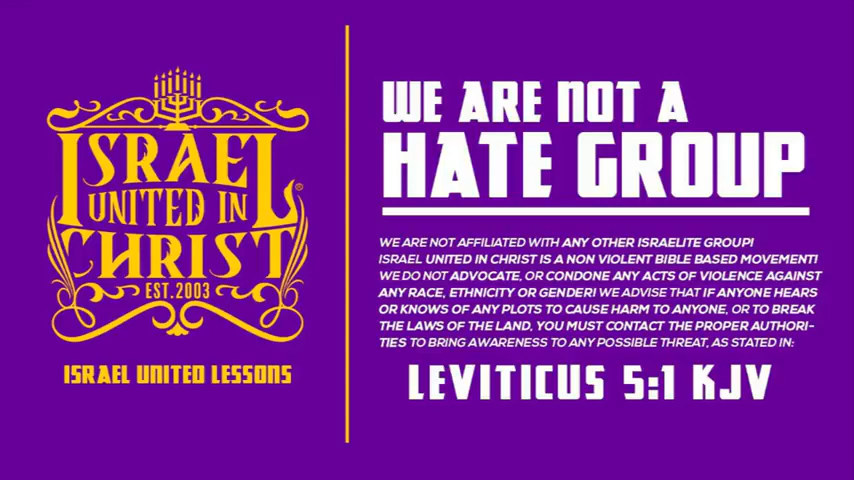 ISRAEL
UNITED IN
CHRIST
EST. 2003
ISRAEL UNITED LESSONS
WE ARE NOT A
HATE GROUP
WE ARE NOT AFFILIATED WITH ANY OTHER ISRAELITE GROUP!
ISRAEL UNITED IN CHRIST IS A NON VIOLENT BIBLE BASED MOVEMENT!
WE DO NOT ADVOCATE, OR CONDONE ANY ACTS OF VIOLENCE AGAINST
ANY RACE, ETHNICITY OR GENDER! WE ADVISE THAT IF ANYONE HEARS
OR KNOWS OF ANY PLOTS TO CAUSE HARM TO ANYONE, OR TO BREAK
THE LAWS OF THE LAND, YOU MUST CONTACT THE PROPER AUTHORI-
TIES TO BRING AWARENESS TO ANY POSSIBLE THREAT, AS STATED IN:
LEVITICUS 5:1 KJV